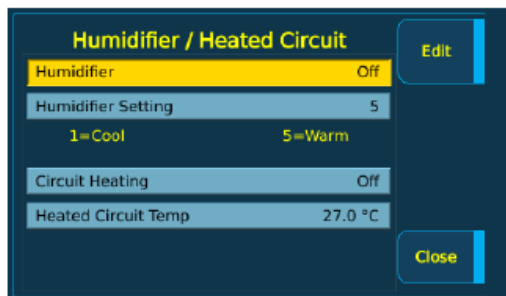 Humidifier / Heated Circuit
Edit
Humidifier Off
Humidifier Setting 5
1=Cool 5=Warm
Circuit Heating Off
Heated Circuit Temp 27.0 °C
Close